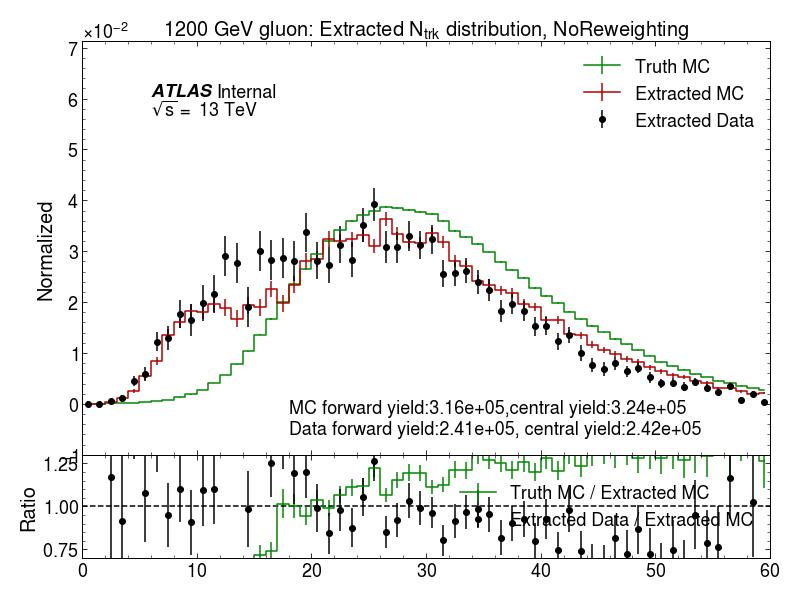 ×10⁻² 1200 GeV gluon: Extracted N_trk distribution, NoReweighting
7
Truth MC
ATLAS Internal
6
Extracted MC
√s = 13 TeV
Extracted Data
5
4
Normalized
3
2
1
0
MC forward yield:3.16e+05,central yield:3.24e+05
Data forward yield:2.41e+05, central yield:2.42e+05
1
1.25
Truth MC / Extracted MC
Ratio
1.00
Extracted Data / Extracted MC
0.75
0 10 20 30 40 50 60